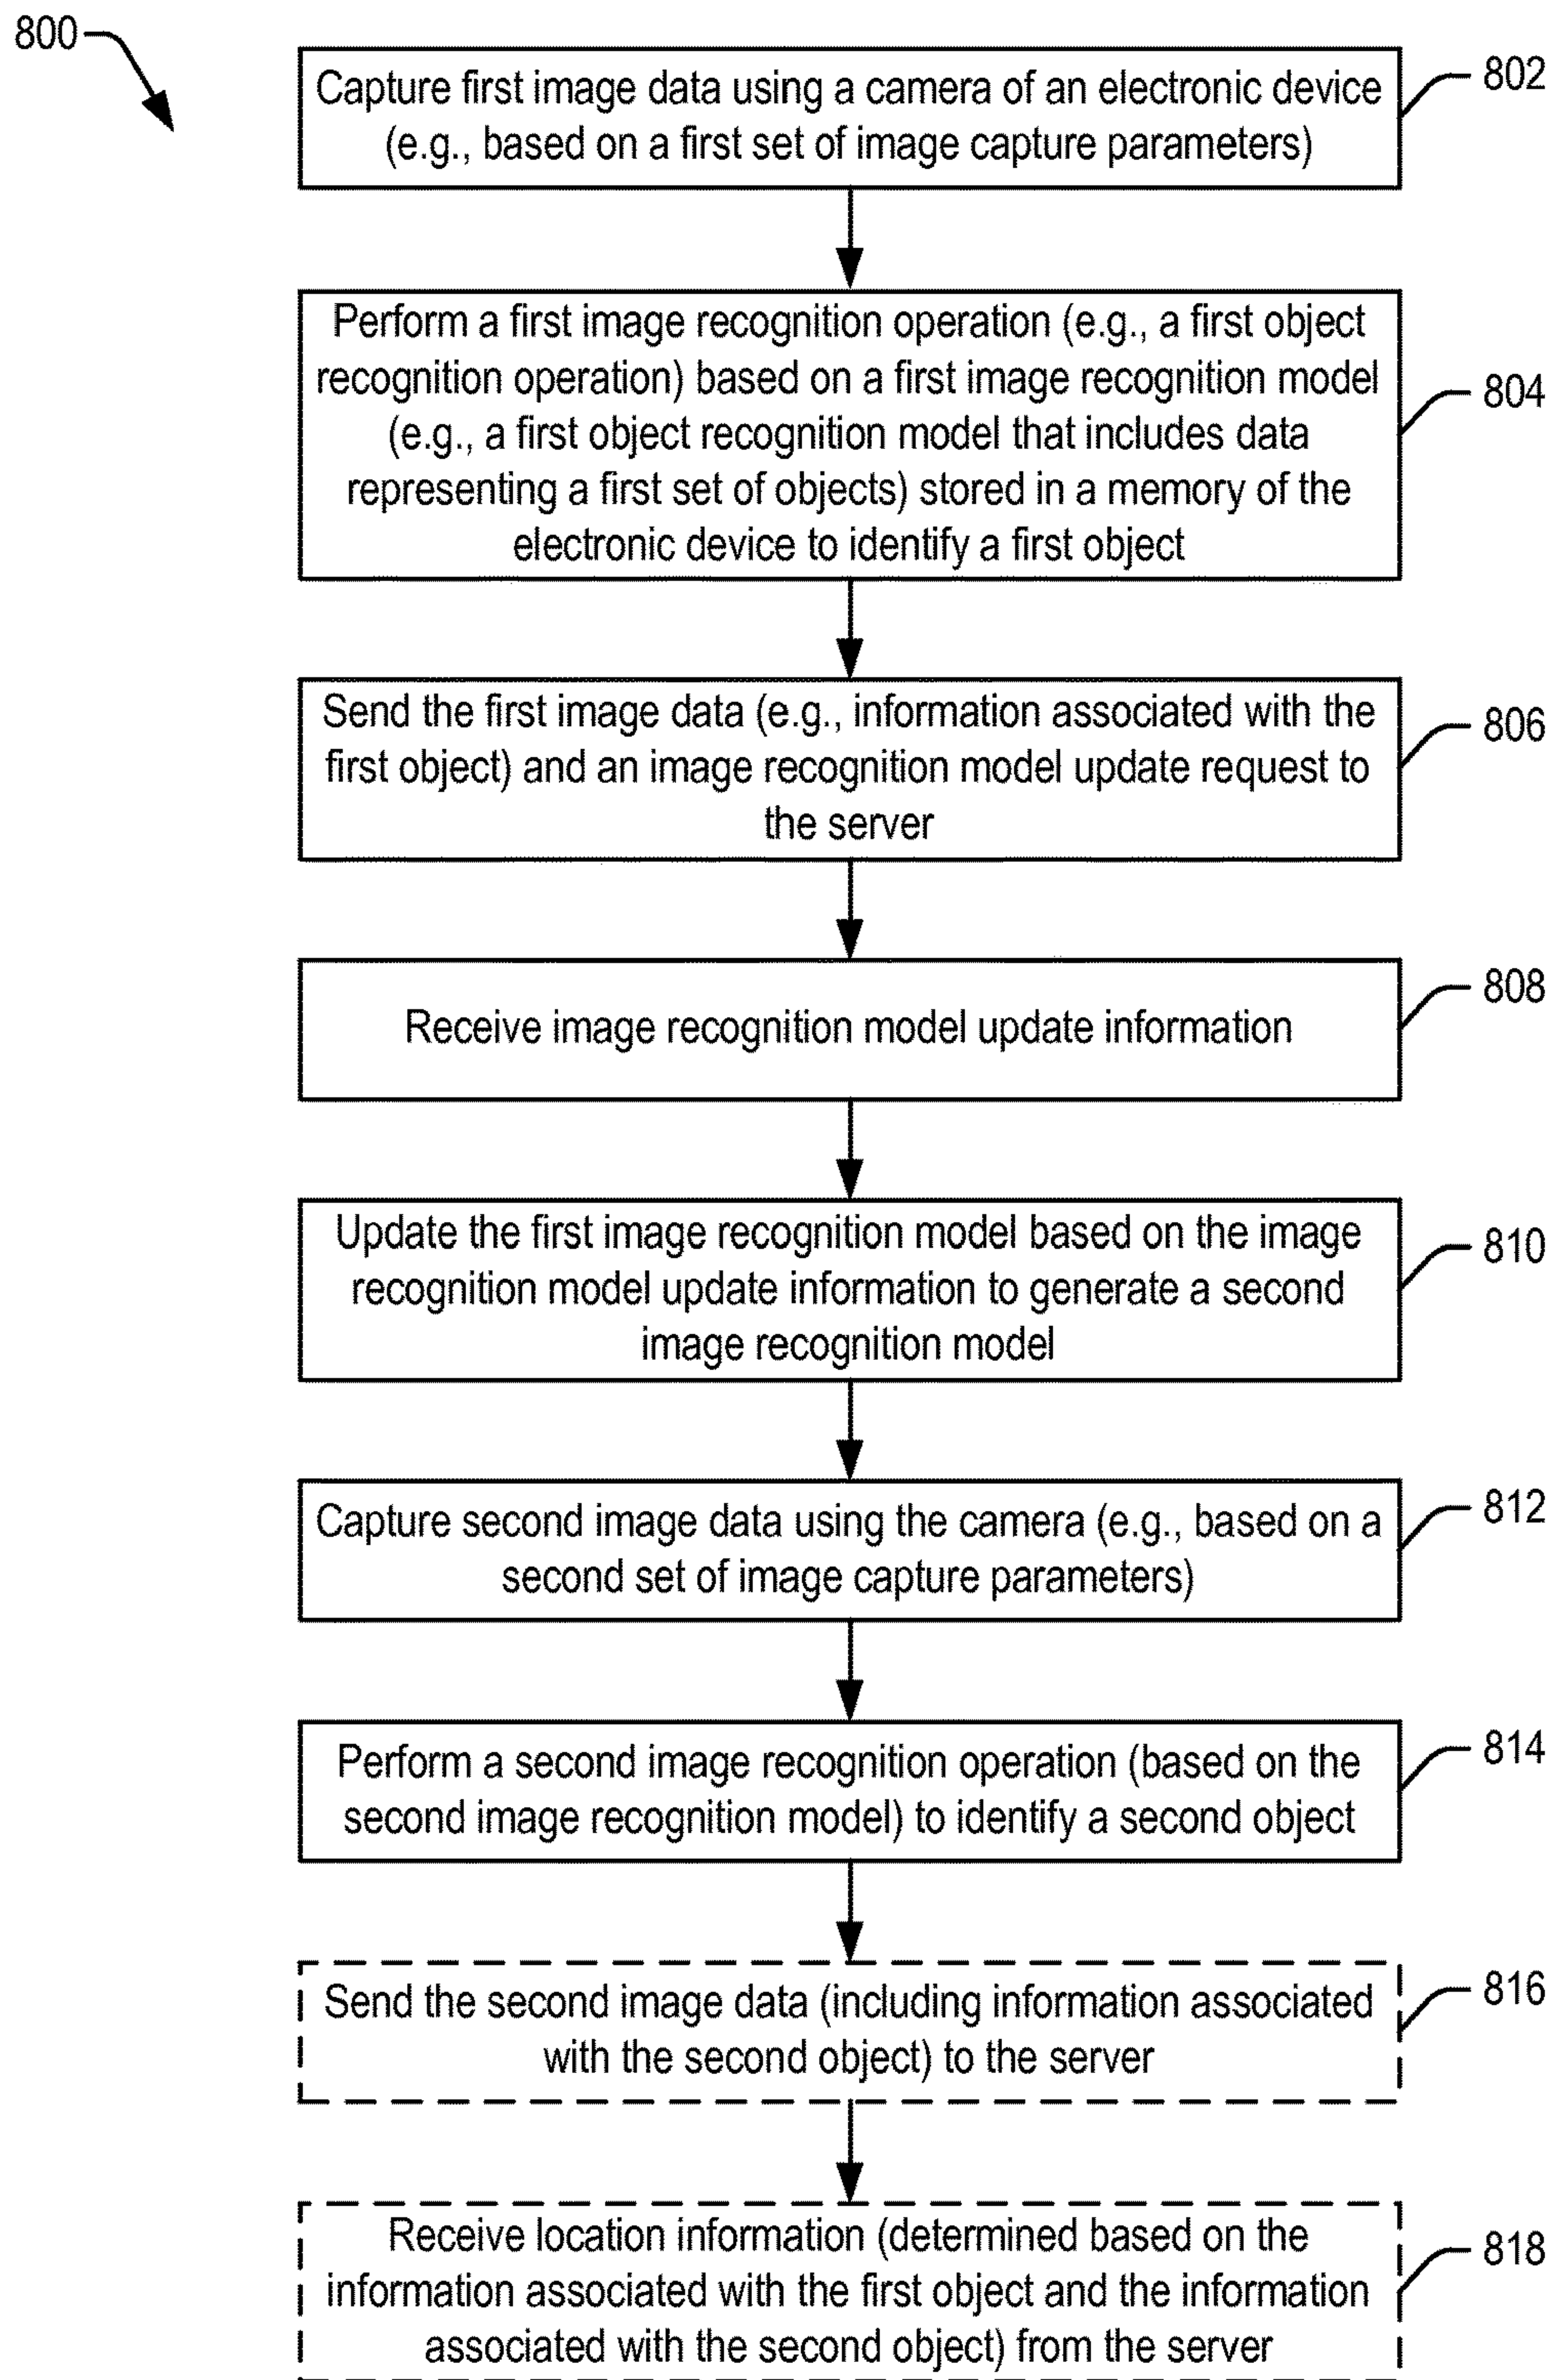 800
Capture first image data using a camera of an electronic device
(e.g., based on a first set of image capture parameters)
802
Perform a first image recognition operation (e.g., a first object
recognition operation) based on a first image recognition model
(e.g., a first object recognition model that includes data
representing a first set of objects) stored in a memory of the
electronic device to identify a first object
804
Send the first image data (e.g., information associated with the
first object) and an image recognition model update request to
the server
806
Receive image recognition model update information
808
Update the first image recognition model based on the image
recognition model update information to generate a second
image recognition model
810
Capture second image data using the camera (e.g., based on a
second set of image capture parameters)
812
Perform a second image recognition operation (based on the
second image recognition model) to identify a second object
814
Send the second image data (including information associated
with the second object) to the server
816
Receive location information (determined based on the
information associated with the first object and the information
associated with the second object) from the server
818